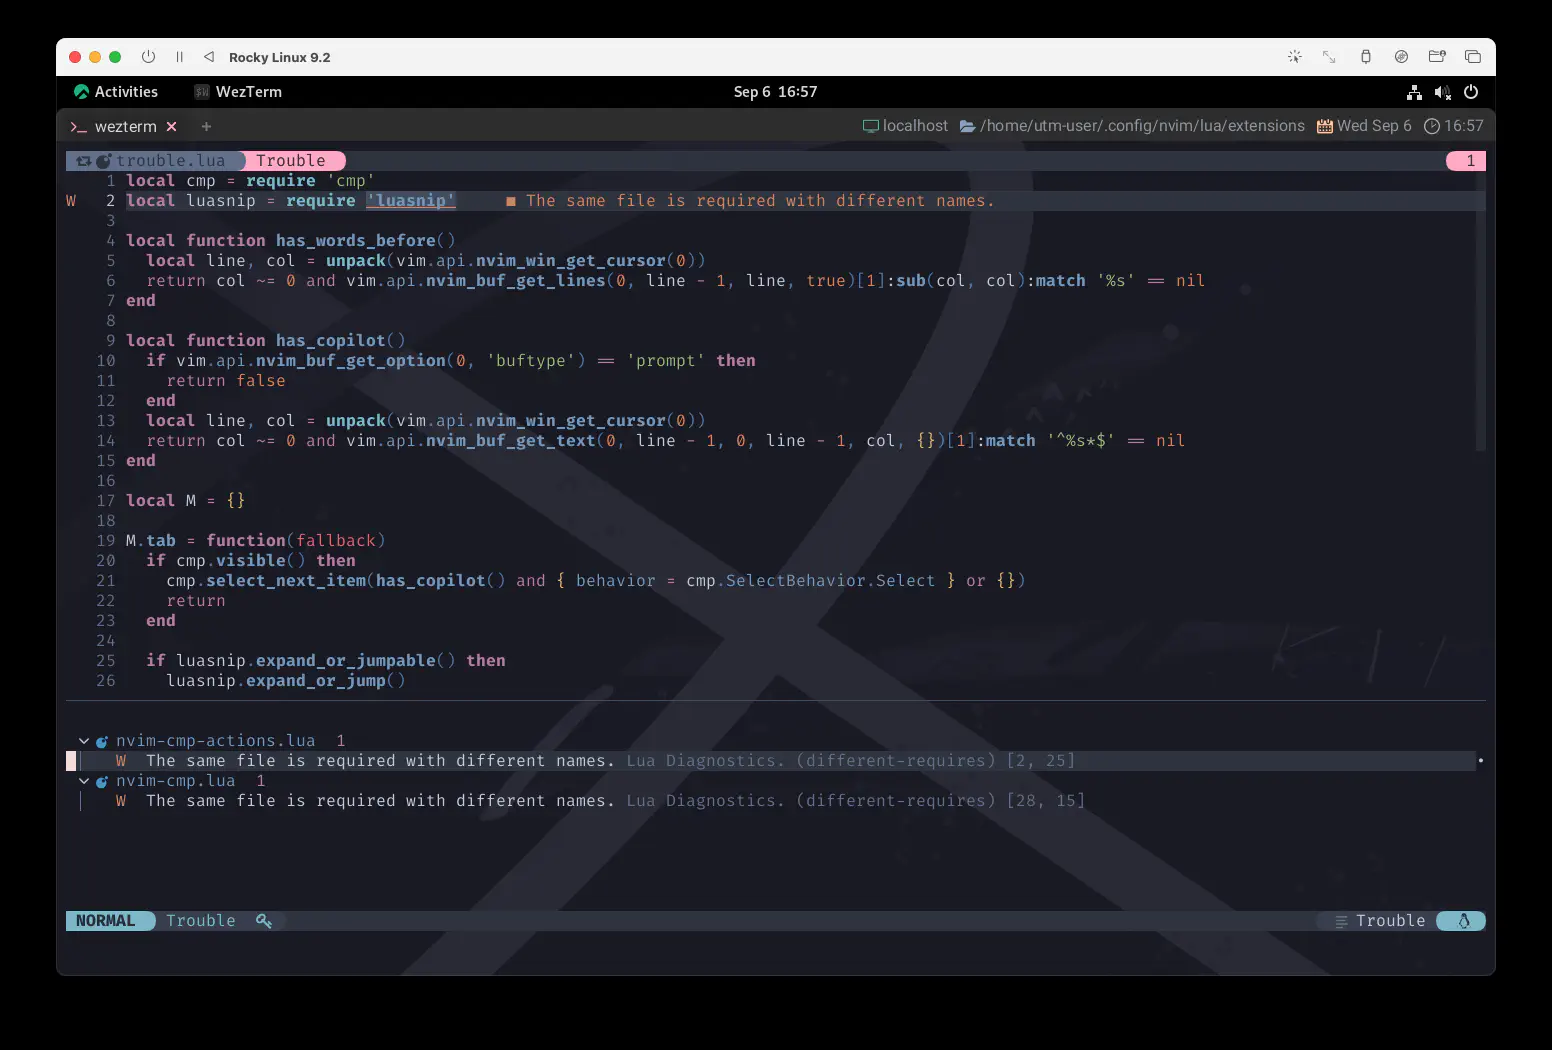 Rocky Linux 9.2
Activities WezTerm Sep 6 16:57
wezterm × + localhost /home/utm-user/.config/nvim/lua/extensions Wed Sep 6 16:57
trouble.lua Trouble 1
1 local cmp = require 'cmp'
W 2 local luasnip = require 'luasnip' ■ The same file is required with different names.
3
4 local function has_words_before()
5 local line, col = unpack(vim.api.nvim_win_get_cursor(0))
6 return col ~= 0 and vim.api.nvim_buf_get_lines(0, line - 1, line, true)[1]:sub(col, col):match '%s' == nil
7 end
8
9 local function has_copilot()
10 if vim.api.nvim_buf_get_option(0, 'buftype') == 'prompt' then
11 return false
12 end
13 local line, col = unpack(vim.api.nvim_win_get_cursor(0))
14 return col ~= 0 and vim.api.nvim_buf_get_text(0, line - 1, 0, line - 1, col, {})[1]:match '^%s*$' == nil
15 end
16
17 local M = {}
18
19 M.tab = function(fallback)
20 if cmp.visible() then
21 cmp.select_next_item(has_copilot() and { behavior = cmp.SelectBehavior.Select } or {})
22 return
23 end
24
25 if luasnip.expand_or_jumpable() then
26 luasnip.expand_or_jump()
nvim-cmp-actions.lua 1
W The same file is required with different names. Lua Diagnostics. (different-requires) [2, 25]
nvim-cmp.lua 1
W The same file is required with different names. Lua Diagnostics. (different-requires) [28, 15]
NORMAL Trouble Trouble